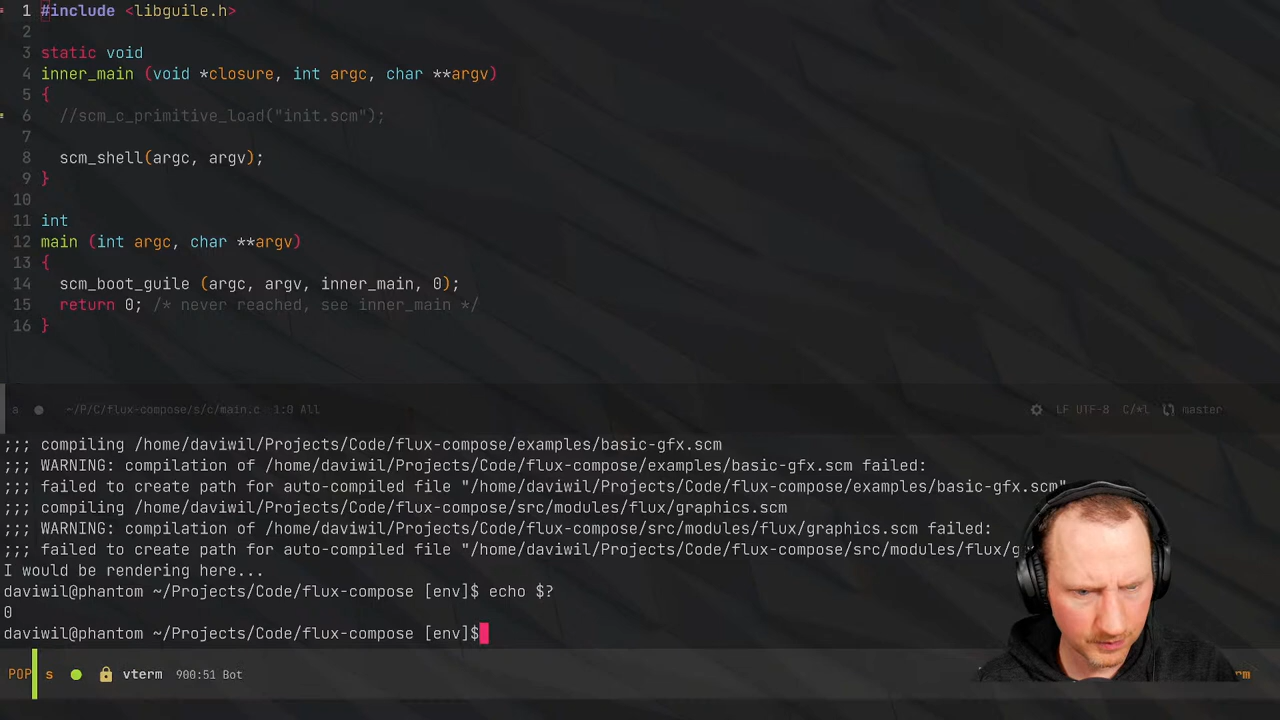 1 #include <libguile.h>
2
3 static void
4 inner_main (void *closure, int argc, char **argv)
5 {
6   //scm_c_primitive_load("init.scm");
7
8   scm_shell(argc, argv);
9 }
10
11 int
12 main (int argc, char **argv)
13 {
14   scm_boot_guile (argc, argv, inner_main, 0);
15   return 0; /* never reached, see inner_main */
16 }
s ~/P/C/flux-compose/s/c/main.c 1:0 All LF UTF-8 C/*l master
;;; compiling /home/daviwil/Projects/Code/flux-compose/examples/basic-gfx.scm
;;; WARNING: compilation of /home/daviwil/Projects/Code/flux-compose/examples/basic-gfx.scm failed:
;;; failed to create path for auto-compiled file "/home/daviwil/Projects/Code/flux-compose/examples/basic-gfx.scm"
;;; compiling /home/daviwil/Projects/Code/flux-compose/src/modules/flux/graphics.scm
;;; WARNING: compilation of /home/daviwil/Projects/Code/flux-compose/src/modules/flux/graphics.scm failed:
;;; failed to create path for auto-compiled file "/home/daviwil/Projects/Code/flux-compose/src/modules/flux/g
I would be rendering here...
daviwil@phantom ~/Projects/Code/flux-compose [env]$ echo $?
0
daviwil@phantom ~/Projects/Code/flux-compose [env]$
POP s vterm 900:51 Bot